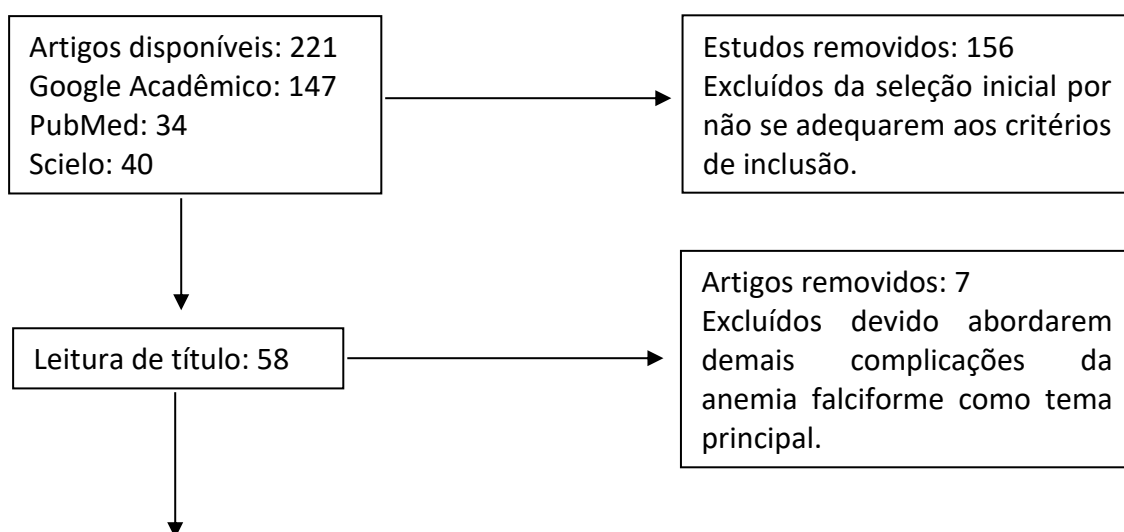 Artigos disponíveis: 221
Google Acadêmico: 147
PubMed: 34
Scielo: 40
Estudos removidos: 156
Excluídos da seleção inicial por
não se adequarem aos critérios
de inclusão.
Leitura de título: 58
Artigos removidos: 7
Excluídos devido abordarem
demais complicações da
anemia falciforme como tema
principal.